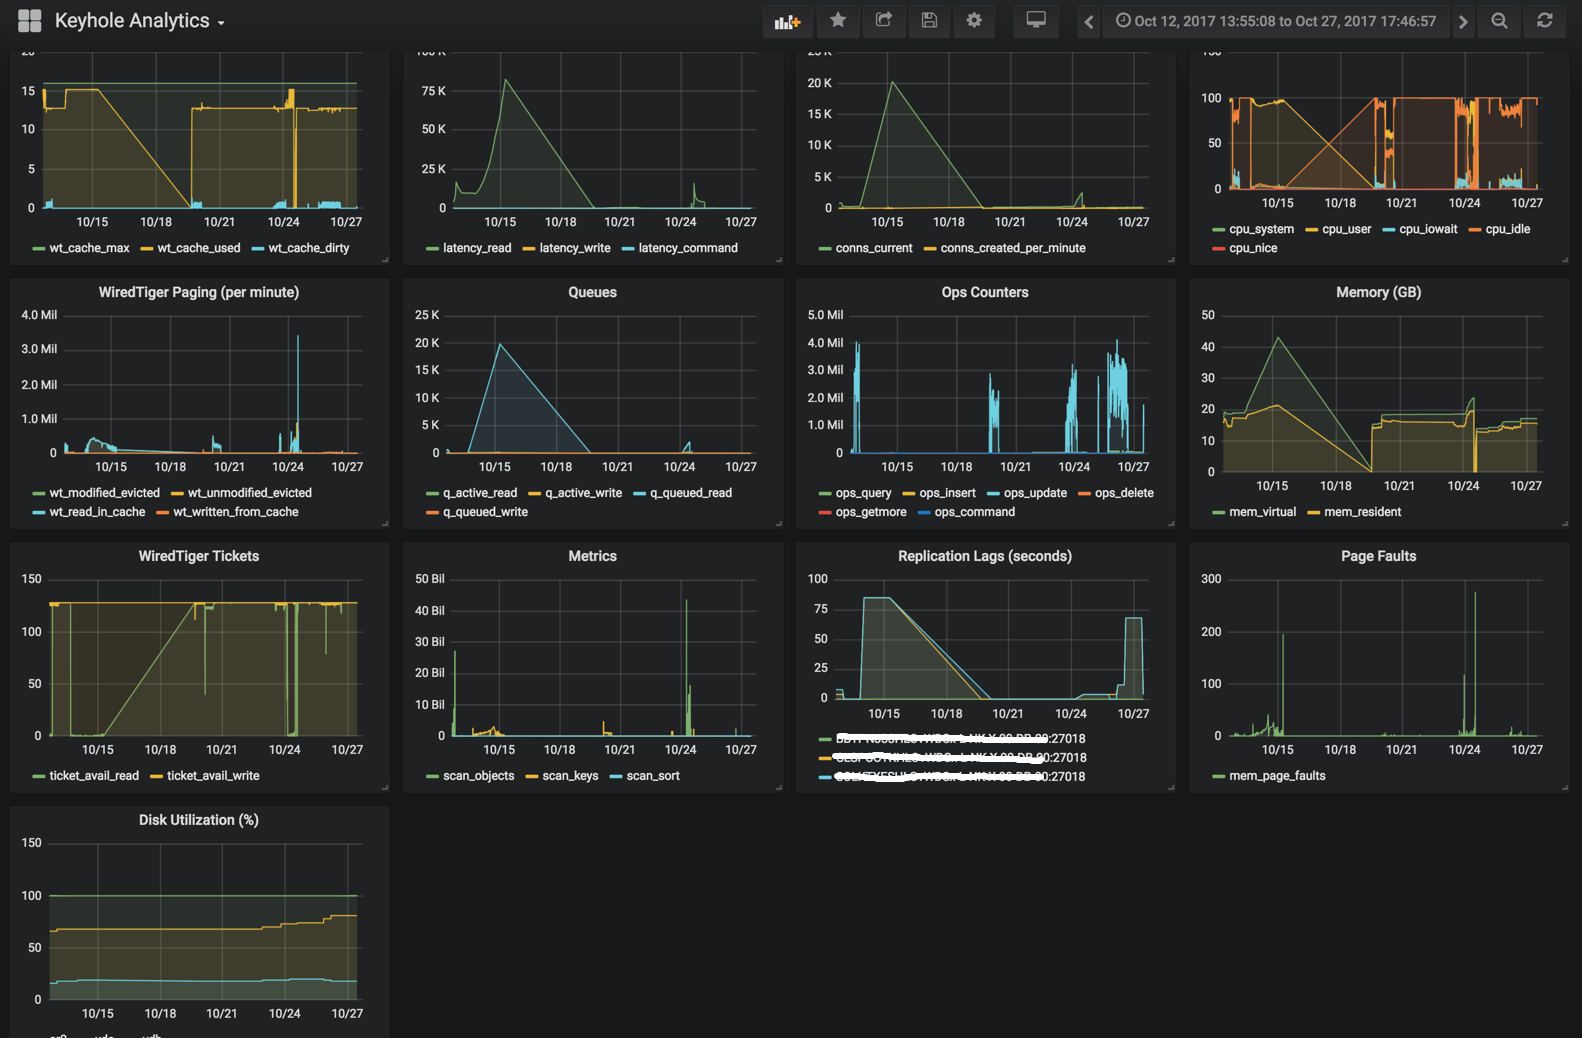 Keyhole Analytics
Oct 12, 2017 13:55:08 to Oct 27, 2017 17:46:57
20
15
10
5
0
10/15 10/18 10/21 10/24 10/27
wt_cache_max wt_cache_used wt_cache_dirty
100 K
75 K
50 K
25 K
0
10/15 10/18 10/21 10/24 10/27
latency_read latency_write latency_command
25 K
20 K
15 K
10 K
5 K
0
10/15 10/18 10/21 10/24 10/27
conns_current conns_created_per_minute
150
100
50
0
10/15 10/18 10/21 10/24 10/27
cpu_system cpu_user cpu_iowait cpu_idle
cpu_nice
WiredTiger Paging (per minute)
4.0 Mil
3.0 Mil
2.0 Mil
1.0 Mil
0
10/15 10/18 10/21 10/24 10/27
wt_modified_evicted wt_unmodified_evicted
wt_read_in_cache wt_written_from_cache
Queues
25 K
20 K
15 K
10 K
5 K
0
10/15 10/18 10/21 10/24 10/27
q_active_read q_active_write q_queued_read
q_queued_write
Ops Counters
5.0 Mil
4.0 Mil
3.0 Mil
2.0 Mil
1.0 Mil
0
10/15 10/18 10/21 10/24 10/27
ops_query ops_insert ops_update ops_delete
ops_getmore ops_command
Memory (GB)
50
40
30
20
10
0
10/15 10/18 10/21 10/24 10/27
mem_virtual mem_resident
WiredTiger Tickets
150
100
50
0
10/15 10/18 10/21 10/24 10/27
ticket_avail_read ticket_avail_write
Metrics
50 Bil
40 Bil
30 Bil
20 Bil
10 Bil
0
10/15 10/18 10/21 10/24 10/27
scan_objects scan_keys scan_sort
Replication Lags (seconds)
100
75
50
25
0
10/15 10/18 10/21 10/24 10/27
0:27018
0:27018
0:27018
Page Faults
300
200
100
0
10/15 10/18 10/21 10/24 10/27
mem_page_faults
Disk Utilization (%)
150
100
50
0
10/15 10/18 10/21 10/24 10/27